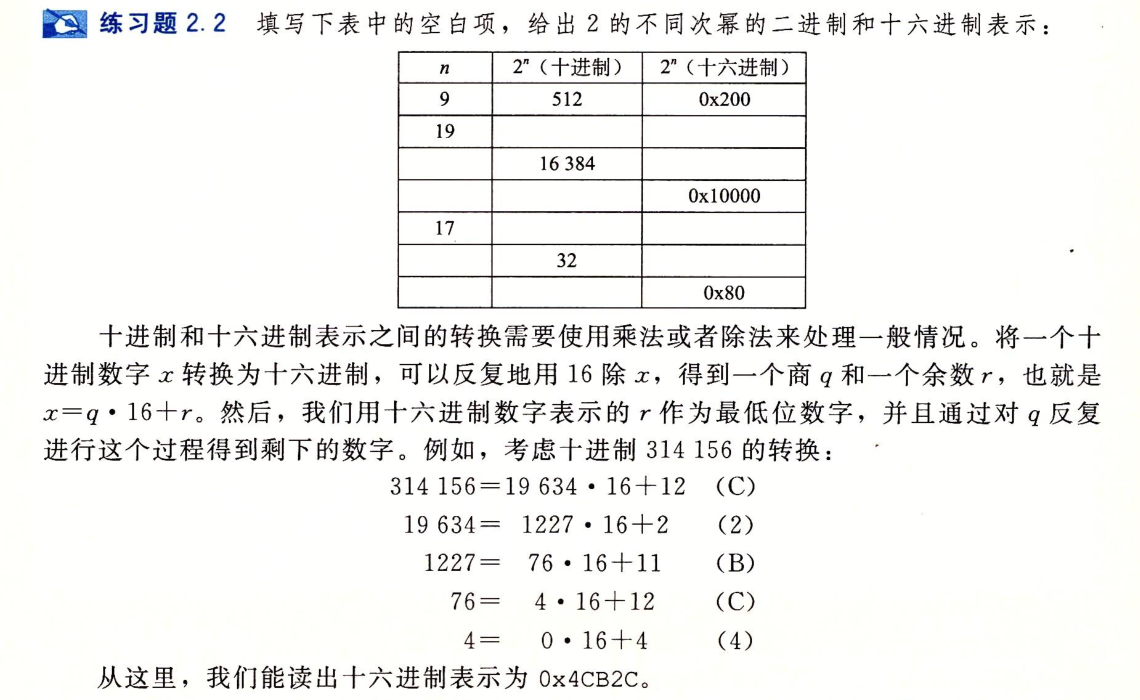 练习题 2.2 填写下表中的空白项，给出 2 的不同次幂的二进制和十六进制表示：
n 2ⁿ（十进制） 2ⁿ（十六进制）
9 512 0x200
19
16 384
0x10000
17
32
0x80
十进制和十六进制表示之间的转换需要使用乘法或者除法来处理一般情况。将一个十
进制数字 x 转换为十六进制，可以反复地用 16 除 x，得到一个商 q 和一个余数 r，也就是
x＝q·16＋r。然后，我们用十六进制数字表示的 r 作为最低位数字，并且通过对 q 反复
进行这个过程得到剩下的数字。例如，考虑十进制 314 156 的转换：
314 156＝19 634·16＋12 （C）
19 634＝ 1227·16＋2 （2）
1227＝ 76·16＋11 （B）
76＝ 4·16＋12 （C）
4＝ 0·16＋4 （4）
从这里，我们能读出十六进制表示为 0x4CB2C。